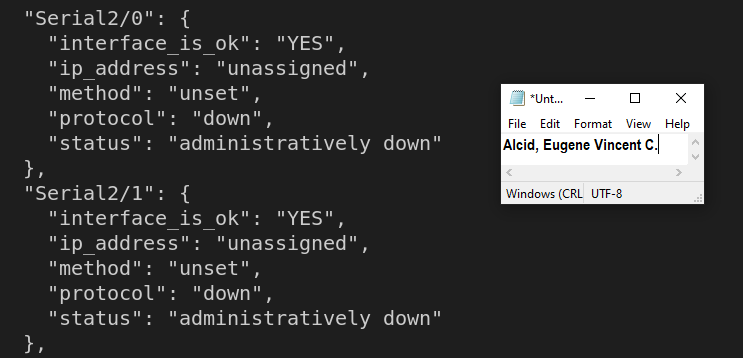 "Serial2/0": {
"interface_is_ok": "YES",
"ip_address": "unassigned",
"method": "unset",
"protocol": "down",
"status": "administratively down"
},
"Serial2/1": {
"interface_is_ok": "YES",
"ip_address": "unassigned",
"method": "unset",
"protocol": "down",
"status": "administratively down"
},
*Unt...
File Edit Format View Help
Alcid, Eugene Vincent C.
Windows (CRL UTF-8